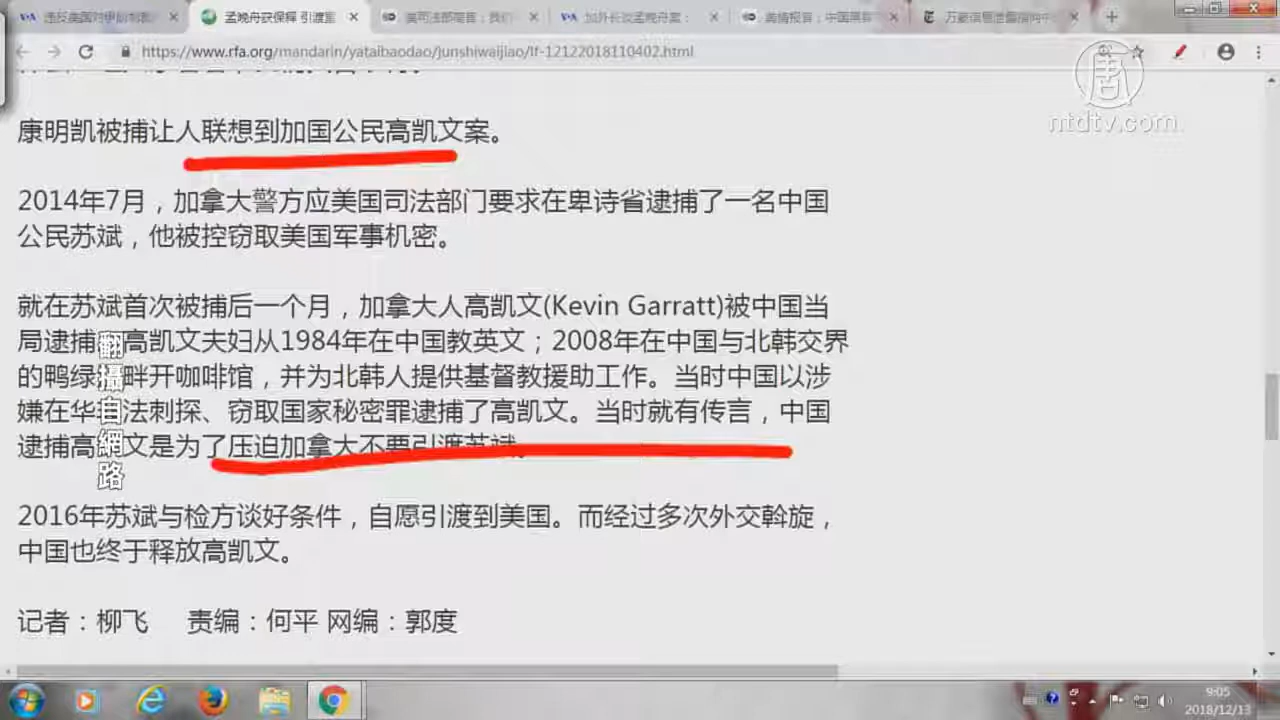 孟晚舟获保释 引渡
https://www.rfa.org/mandarin/yataibaodao/junshiwaijiao/lf-12122018110402.html
唐
ntdtv.com
康明凯被捕让人联想到加国公民高凯文案。
2014年7月，加拿大警方应美国司法部门要求在卑诗省逮捕了一名中国
公民苏斌，他被控窃取美国军事机密。
就在苏斌首次被捕后一个月，加拿大人高凯文(Kevin Garratt)被中国当
局逮捕 高凯文夫妇从1984年在中国教英文；2008年在中国与北韩交界
的鸭绿 畔开咖啡馆，并为北韩人提供基督教援助工作。当时中国以涉
嫌在华 法刺探、窃取国家秘密罪逮捕了高凯文。当时就有传言，中国
逮捕高 文是为了压迫加拿大不要引渡苏斌。
翻攝自網路
2016年苏斌与检方谈好条件，自愿引渡到美国。而经过多次外交斡旋，
中国也终于释放高凯文。
记者：柳飞 责编：何平 网编：郭度
9:05
2018/12/13